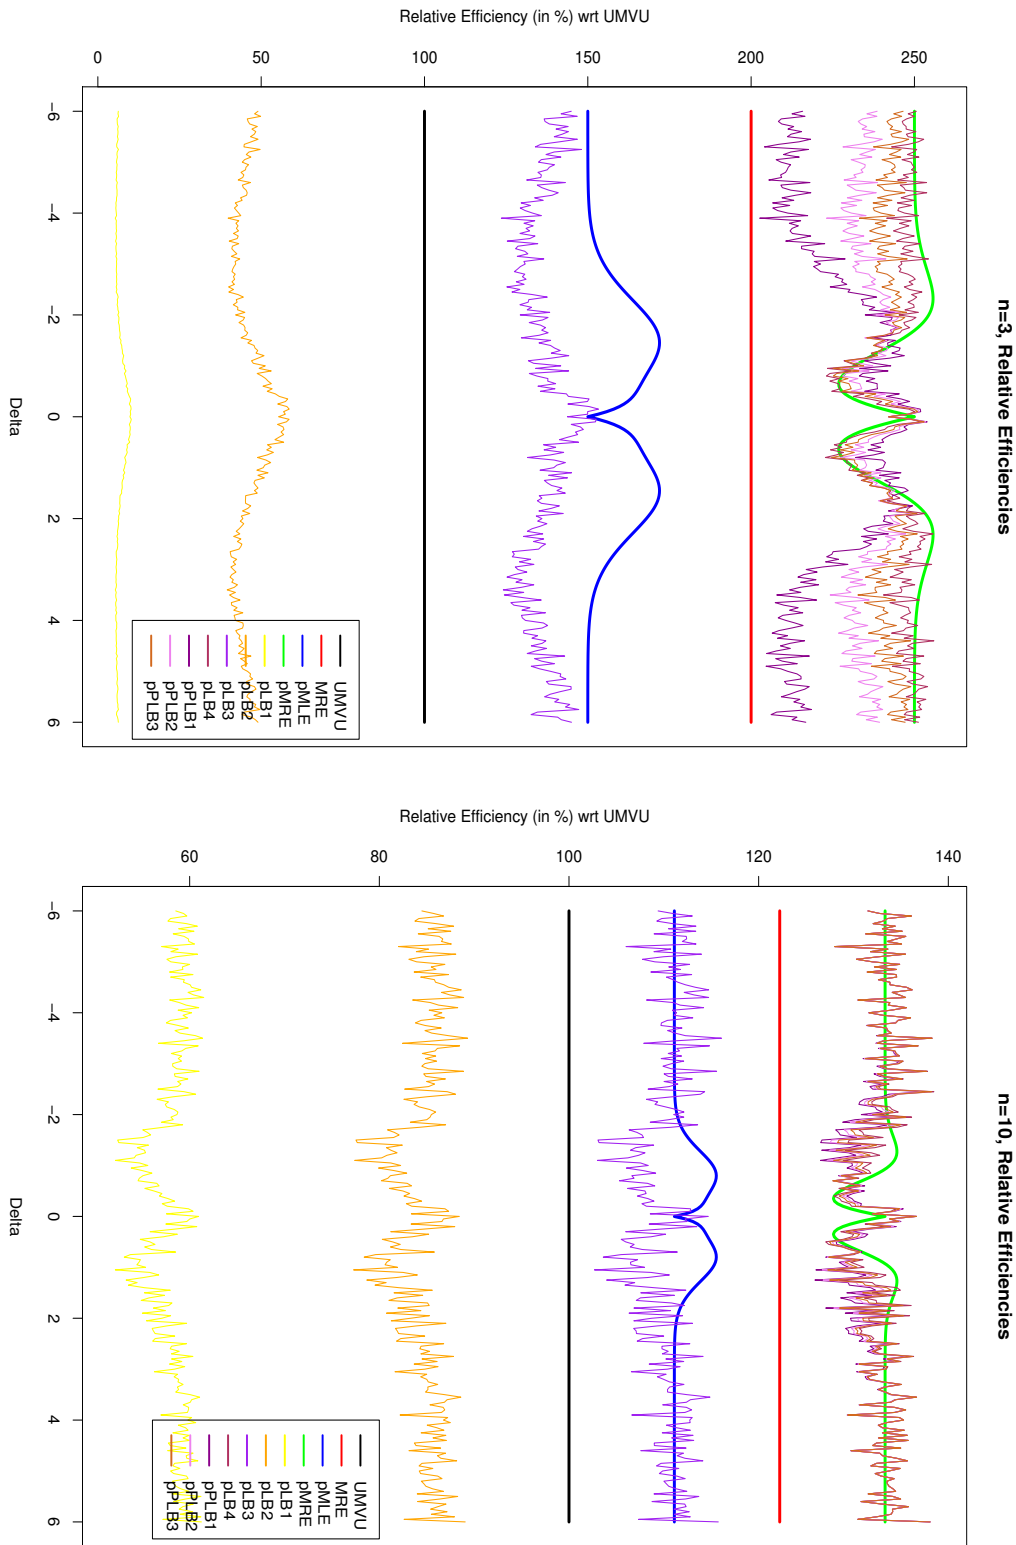 n=3, Relative Efficiencies
Relative Efficiency (in %) wrt UMVU
0
50
100
150
200
250
−6
−4
−2
0
2
4
6
Delta
UMVU
MRE
pMLE
pMRE
pLB1
pLB2
pLB3
pLB4
pPLB1
pPLB2
pPLB3
n=10, Relative Efficiencies
Relative Efficiency (in %) wrt UMVU
60
80
100
120
140
−6
−4
−2
0
2
4
6
Delta
UMVU
MRE
pMLE
pMRE
pLB1
pLB2
pLB3
pLB4
pPLB1
pPLB2
pPLB3